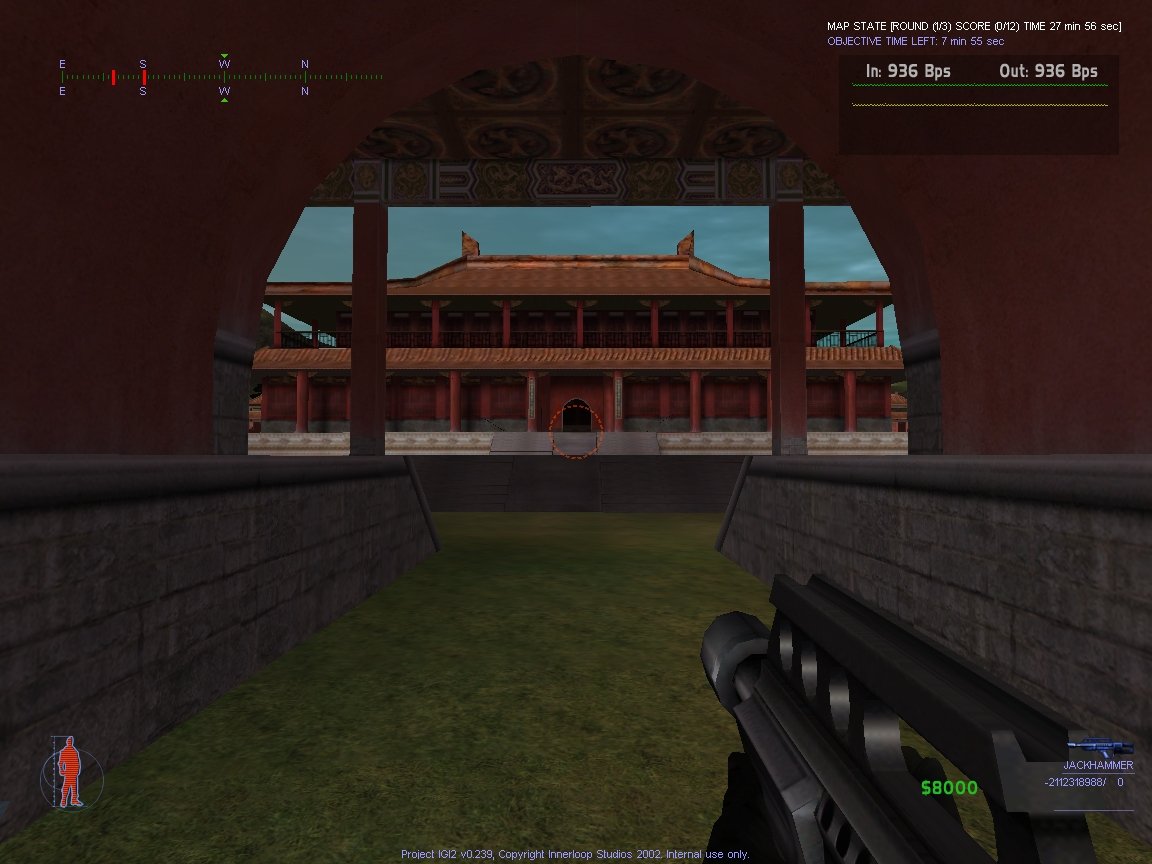 MAP STATE [ROUND (1/3) SCORE (0/12) TIME 27 min 56 sec]
OBJECTIVE TIME LEFT: 7 min 55 sec
In: 936 Bps Out: 936 Bps
E S W N
E S W N
JACKHAMMER
-2112318988/ 0
$8000
Project IGI2 v0.239, Copyright Innerloop Studios 2002. Internal use only.